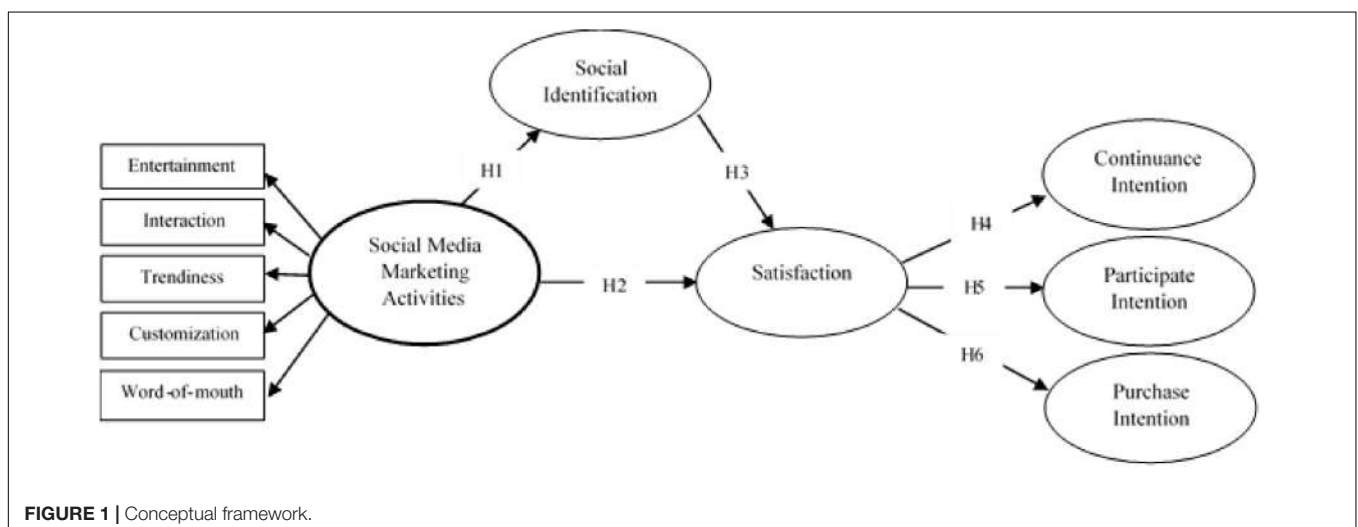 Social
Identification
Entertainment
Interaction
Trendiness
Customization
Word-of-mouth
H1
Social Media
Marketing
Activities
H2
H3
Satisfaction
H4
H5
H6
Continuance
Intention
Participate
Intention
Purchase
Intention
FIGURE 1 | Conceptual framework.